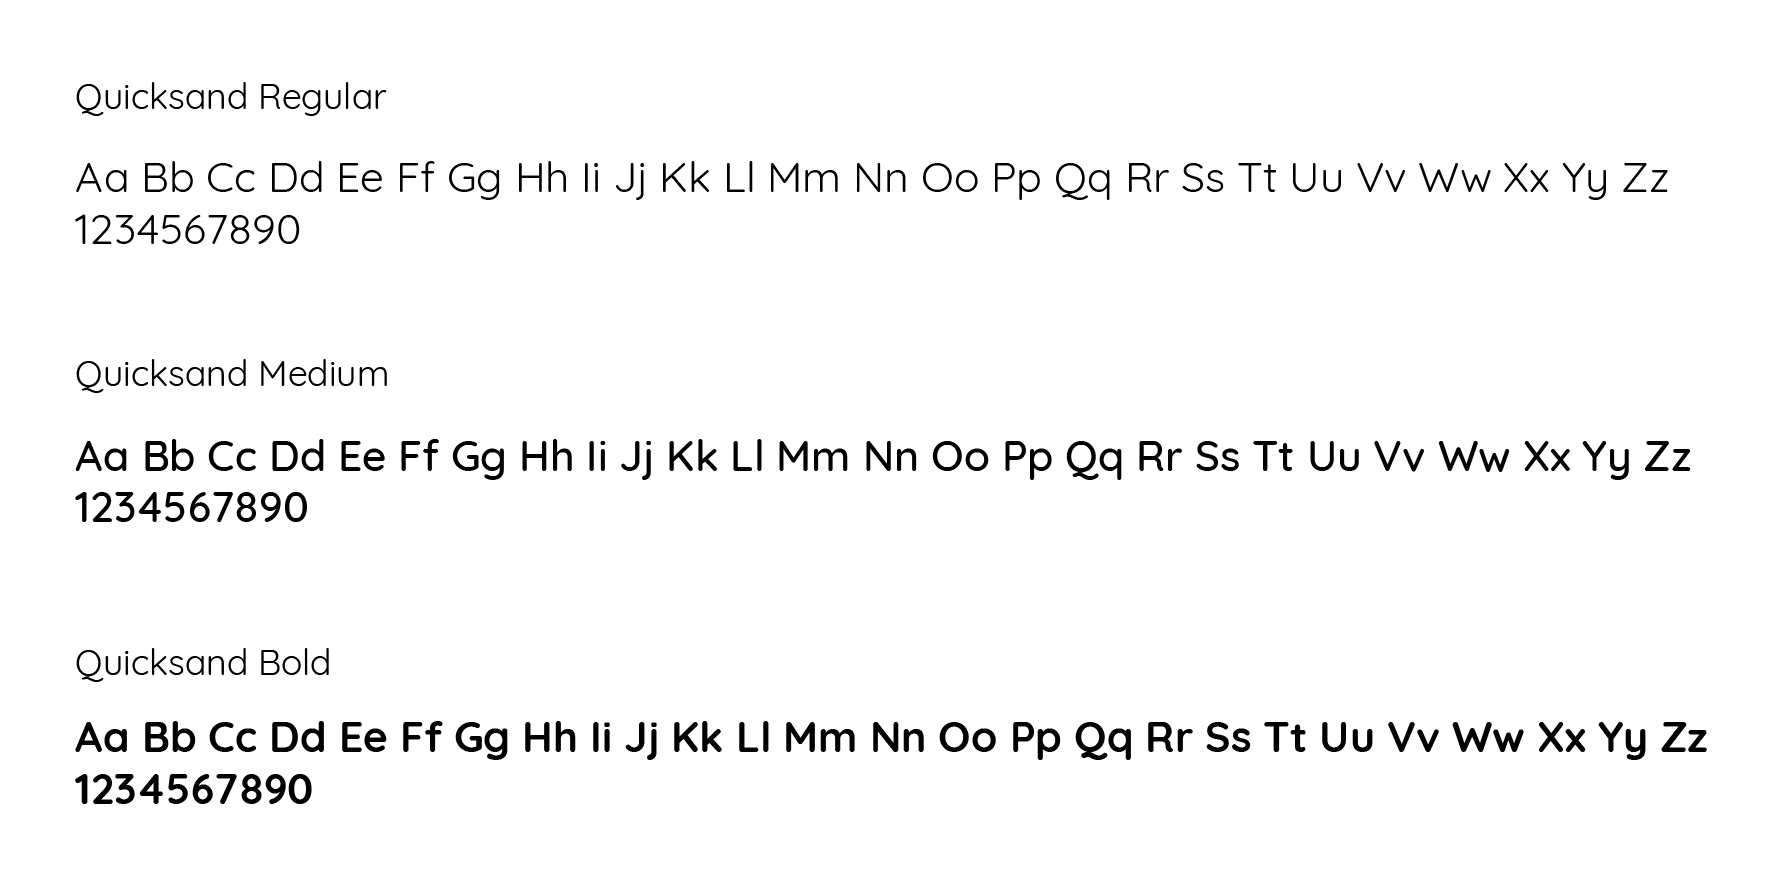 Quicksand Regular
Aa Bb Cc Dd Ee Ff Gg Hh Ii Jj Kk Ll Mm Nn Oo Pp Qq Rr Ss Tt Uu Vv Ww Xx Yy Zz
1234567890
Quicksand Medium
Aa Bb Cc Dd Ee Ff Gg Hh Ii Jj Kk Ll Mm Nn Oo Pp Qq Rr Ss Tt Uu Vv Ww Xx Yy Zz
1234567890
Quicksand Bold
Aa Bb Cc Dd Ee Ff Gg Hh Ii Jj Kk Ll Mm Nn Oo Pp Qq Rr Ss Tt Uu Vv Ww Xx Yy Zz
1234567890